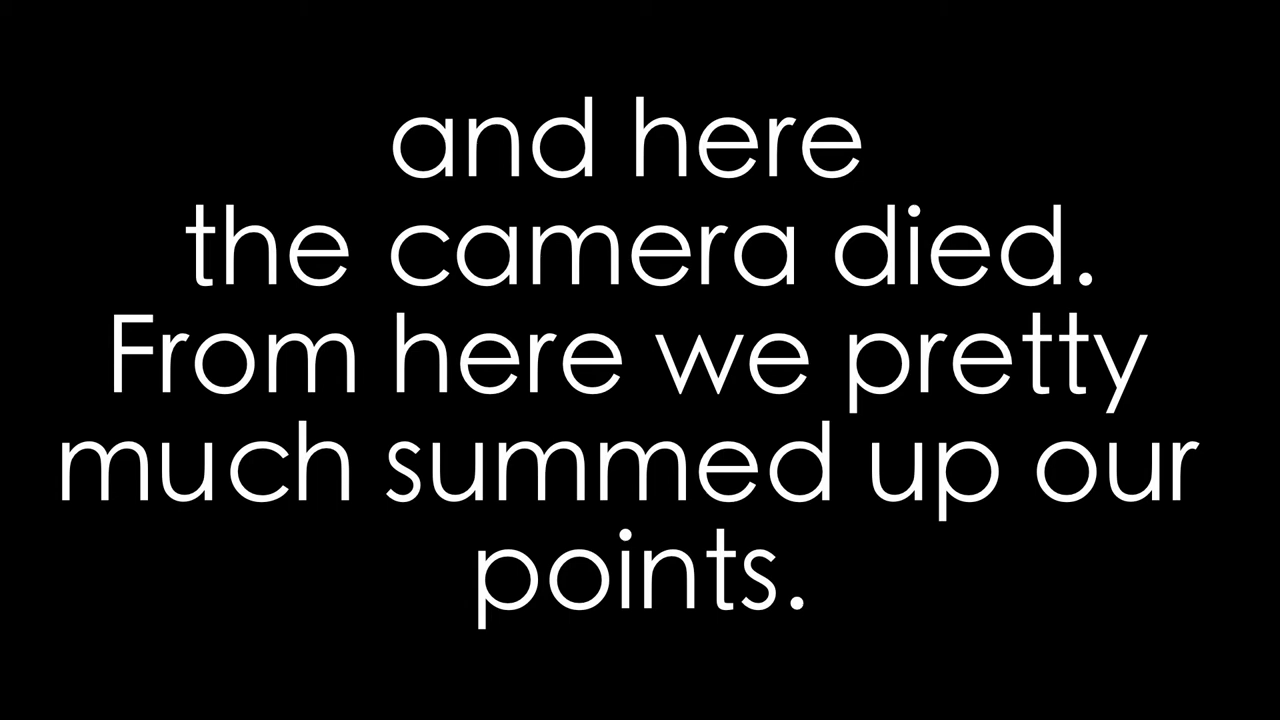 and here
the camera died.
From here we pretty
much summed up our
points.